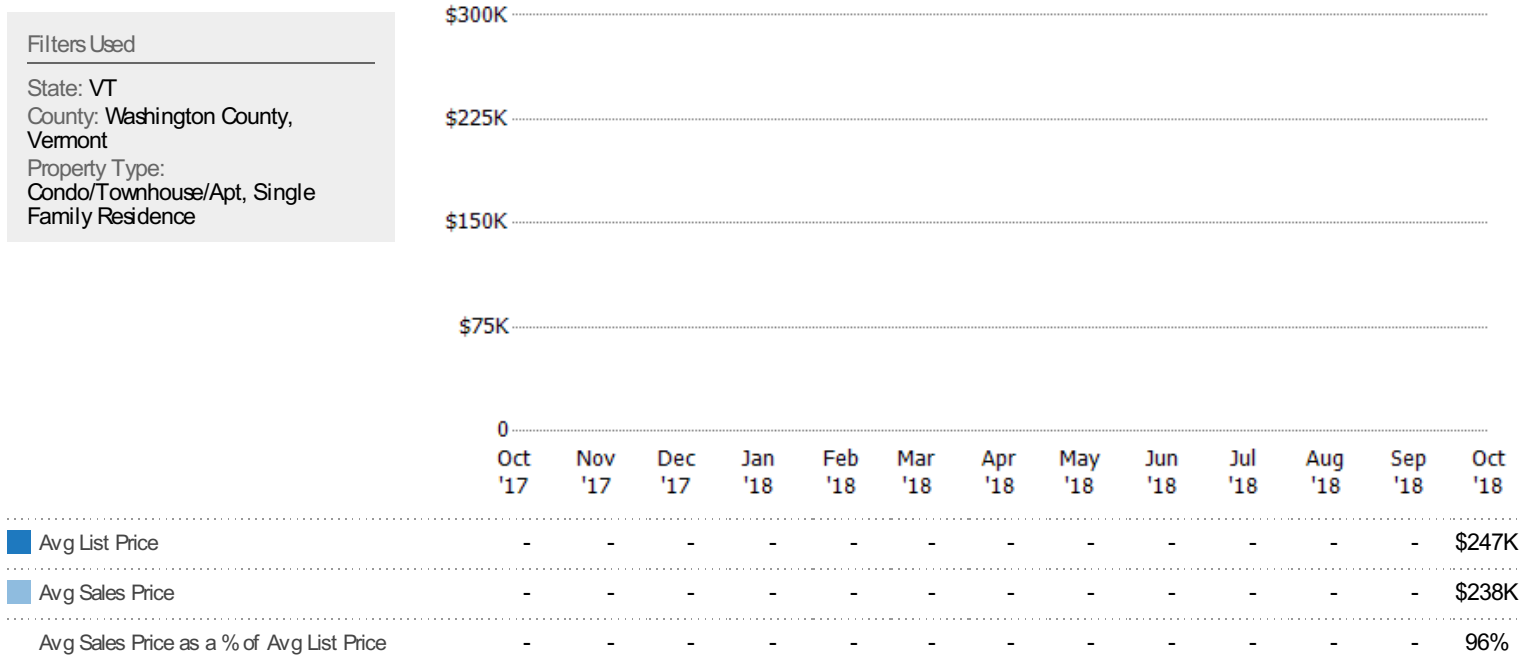 Filters Used
State: VT
County: Washington County,
Vermont
Property Type:
Condo/Townhouse/Apt, Single
Family Residence
$300K
$225K
$150K
$75K
0
Oct Nov Dec Jan Feb Mar Apr May Jun Jul Aug Sep Oct
'17 '17 '17 '18 '18 '18 '18 '18 '18 '18 '18 '18 '18
Avg List Price - - - - - - - - - - - - $247K
Avg Sales Price - - - - - - - - - - - - $238K
Avg Sales Price as a % of Avg List Price - - - - - - - - - - - - 96%